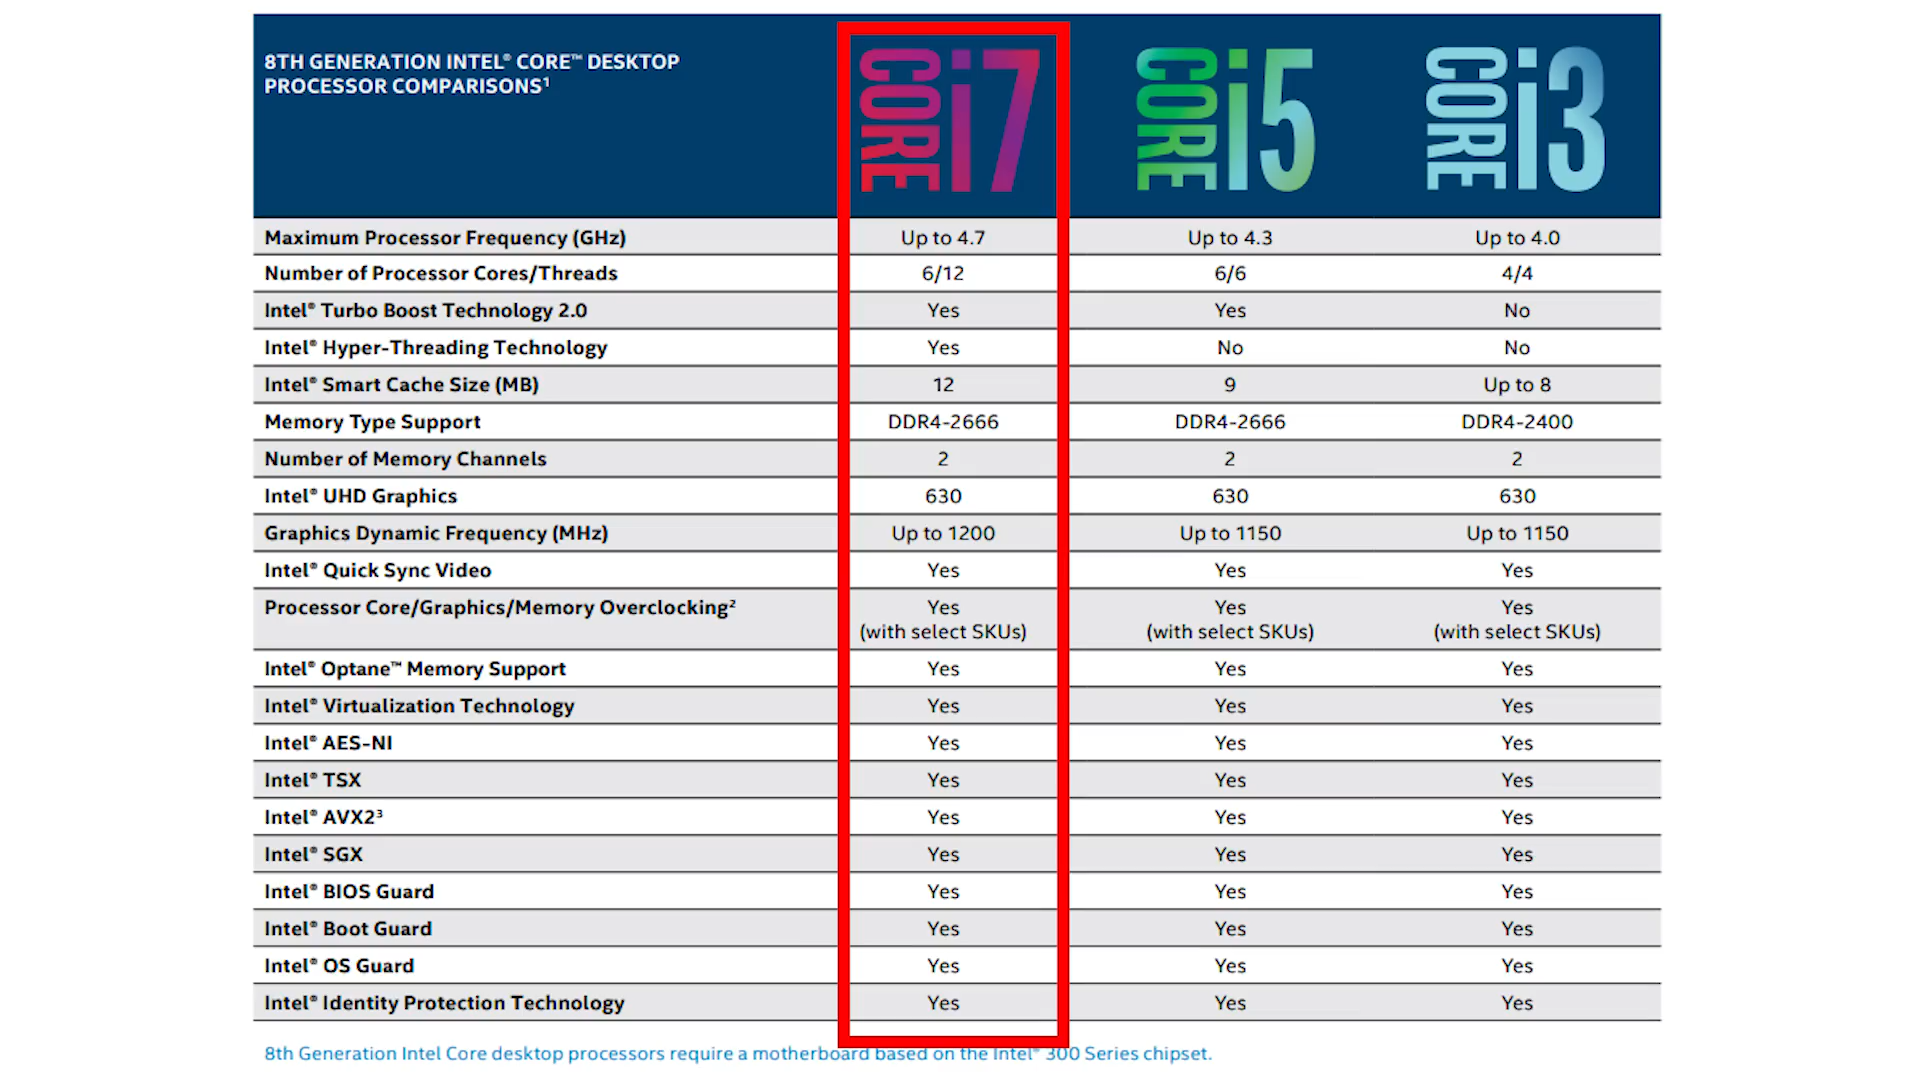 8TH GENERATION INTEL® CORE™ DESKTOP
PROCESSOR COMPARISONS¹
CORE i7 CORE i5 CORE i3
Maximum Processor Frequency (GHz) Up to 4.7 Up to 4.3 Up to 4.0
Number of Processor Cores/Threads 6/12 6/6 4/4
Intel® Turbo Boost Technology 2.0 Yes Yes No
Intel® Hyper-Threading Technology Yes No No
Intel® Smart Cache Size (MB) 12 9 Up to 8
Memory Type Support DDR4-2666 DDR4-2666 DDR4-2400
Number of Memory Channels 2 2 2
Intel® UHD Graphics 630 630 630
Graphics Dynamic Frequency (MHz) Up to 1200 Up to 1150 Up to 1150
Intel® Quick Sync Video Yes Yes Yes
Processor Core/Graphics/Memory Overclocking² Yes Yes Yes
(with select SKUs) (with select SKUs) (with select SKUs)
Intel® Optane™ Memory Support Yes Yes Yes
Intel® Virtualization Technology Yes Yes Yes
Intel® AES-NI Yes Yes Yes
Intel® TSX Yes Yes Yes
Intel® AVX2³ Yes Yes Yes
Intel® SGX Yes Yes Yes
Intel® BIOS Guard Yes Yes Yes
Intel® Boot Guard Yes Yes Yes
Intel® OS Guard Yes Yes Yes
Intel® Identity Protection Technology Yes Yes Yes
8th Generation Intel Core desktop processors require a motherboard based on the Intel® 300 Series chipset.